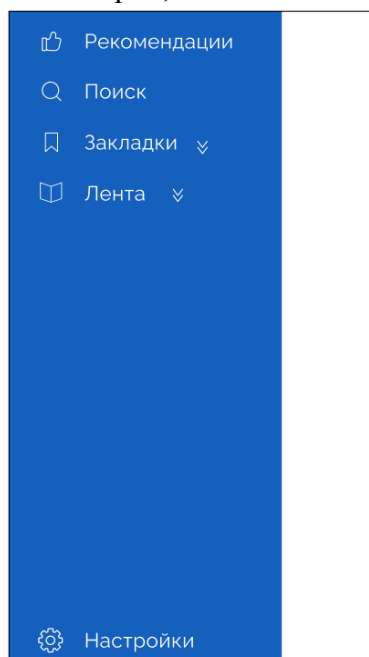 Рекомендации
Поиск
Закладки
Лента
Настройки